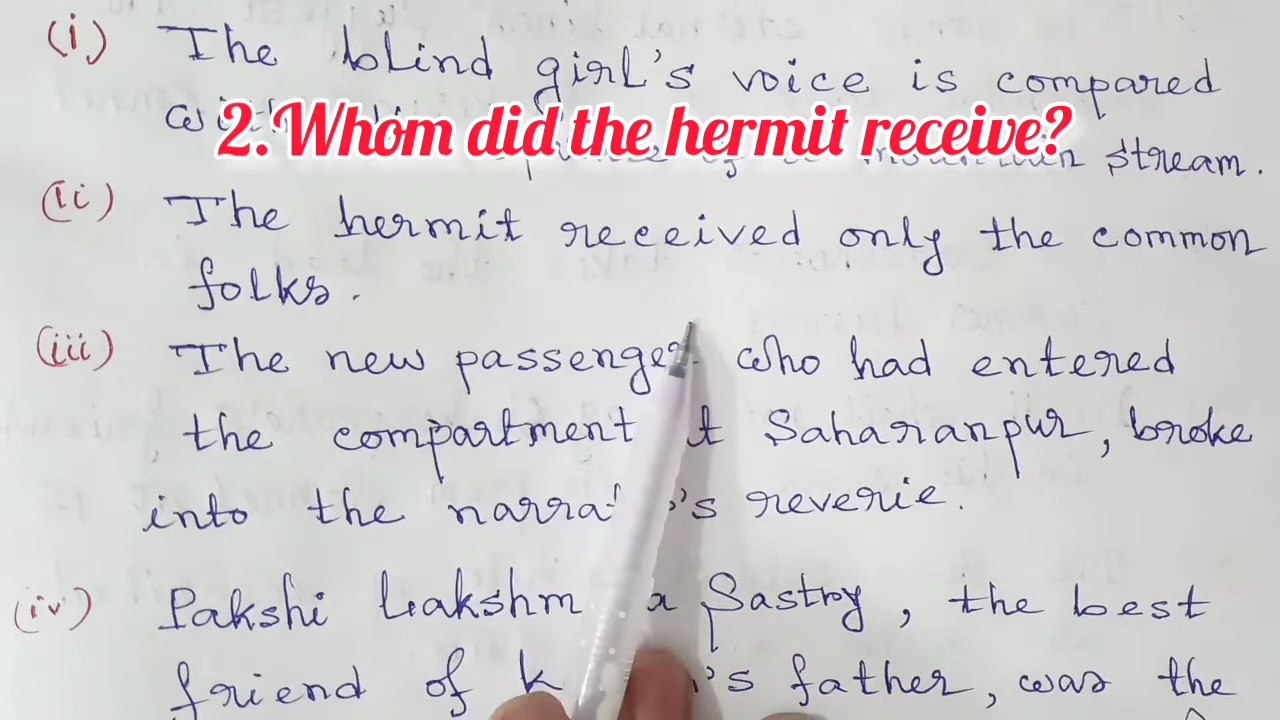 (i) The blind girl's voice is compared
2. Whom did the hermit receive?
stream.
(ii) The hermit received only the common
folks.
(iii) The new passenger who had entered
the compartment Saharanpur, broke
into the reverie.
(iv) Pakshi Sastry, the best
friend of father, was the